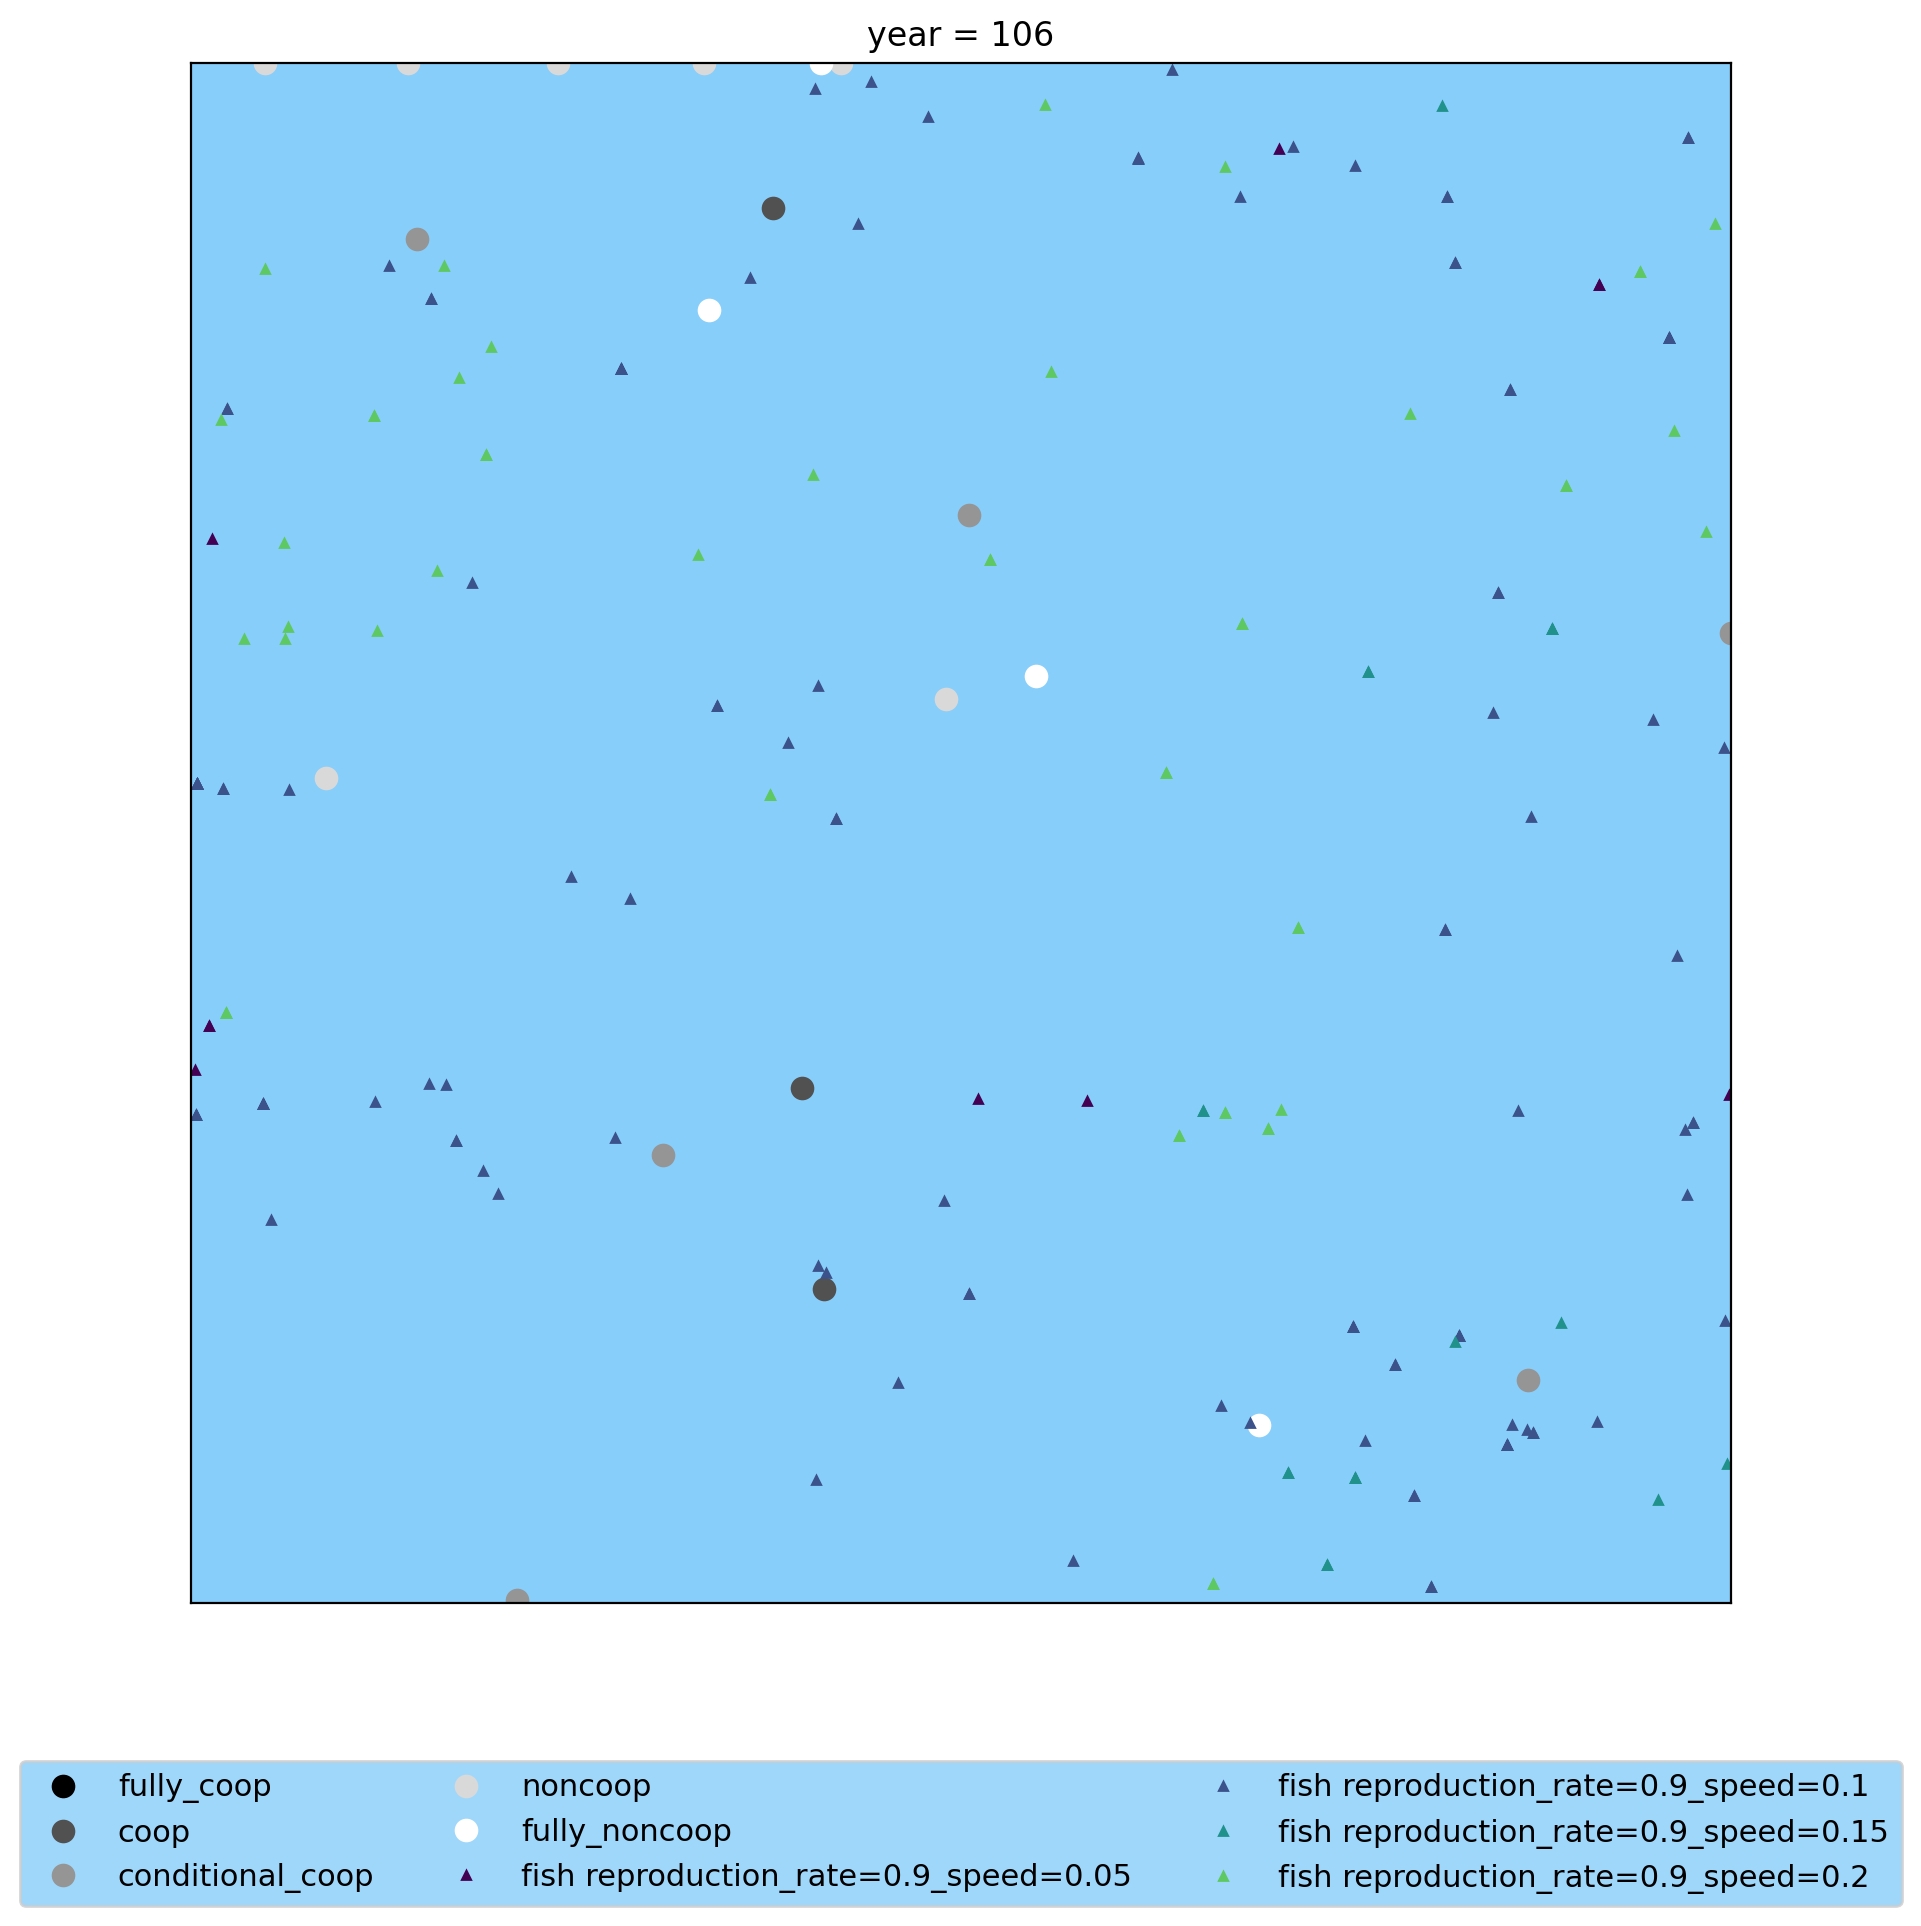 year = 106
fully_coop
coop
conditional_coop
noncoop
fully_noncoop
fish reproduction_rate=0.9_speed=0.05
fish reproduction_rate=0.9_speed=0.1
fish reproduction_rate=0.9_speed=0.15
fish reproduction_rate=0.9_speed=0.2